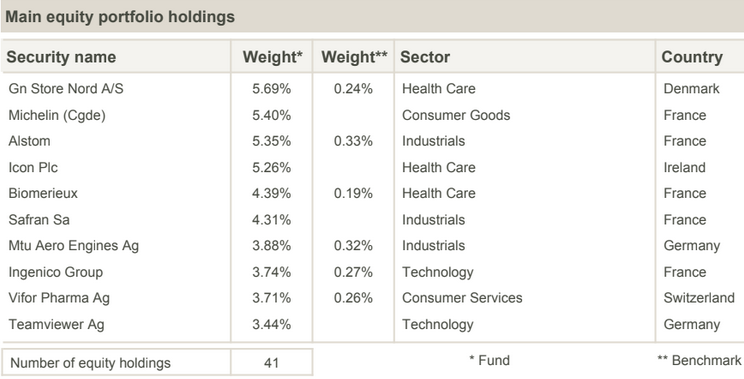 Main equity portfolio holdings
Security name Weight* Weight** Sector Country
Gn Store Nord A/S 5.69% 0.24% Health Care Denmark
Michelin (Cgde) 5.40% Consumer Goods France
Alstom 5.35% 0.33% Industrials France
Icon Plc 5.26% Health Care Ireland
Biomerieux 4.39% 0.19% Health Care France
Safran Sa 4.31% Industrials France
Mtu Aero Engines Ag 3.88% 0.32% Industrials Germany
Ingenico Group 3.74% 0.27% Technology France
Vifor Pharma Ag 3.71% 0.26% Consumer Services Switzerland
Teamviewer Ag 3.44% Technology Germany
Number of equity holdings 41 * Fund ** Benchmark